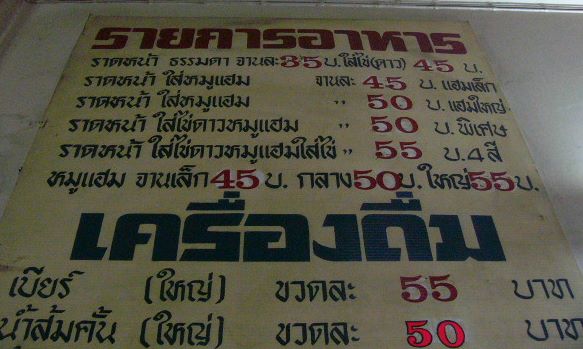 รายการอาหาร
ราดหน้า ธรรมดา จานละ 35 บ. ใส่ไข่(ดาว) 45 บ.
ราดหน้า ใส่หมูแฮม จานละ 45 บ. แฮมเล็ก
ราดหน้า ใส่หมูแฮม " 50 บ. แฮมใหญ่
ราดหน้า ใส่ไข่ดาวหมูแฮม " 50 บ. พิเศษ
ราดหน้า ใส่ไข่ดาวหมูแฮมใส่ไข่ " 55 บ. 4 สี
หมูแฮม จานเล็ก 45 บ. กลาง 50 บ. ใหญ่ 55 บ.
เครื่องดื่ม
เบียร์ (ใหญ่) ขวดละ 55 บาท
น้ำส้มคั้น (ใหญ่) ขวดละ 50 บาท